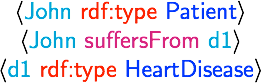 ⟨John rdf:type Patient⟩
⟨John suffersFrom d1⟩
⟨d1 rdf:type HeartDisease⟩